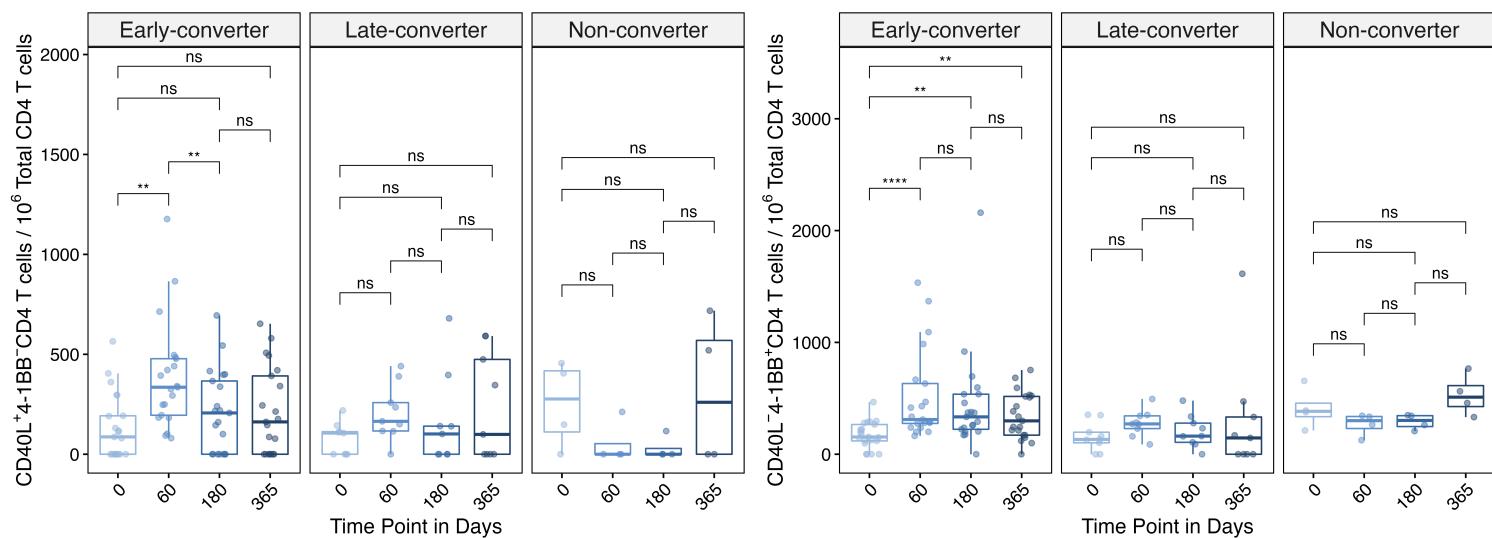 Early-converter Late-converter Non-converter
CD40L⁺4-1BB⁻CD4 T cells / 10⁶ Total CD4 T cells
2000
1500
1000
500
0
ns
ns
ns
**
**
ns
ns
ns
ns
ns
ns
ns
ns
ns
ns
ns
0 60 180 365 0 60 180 365 0 60 180 365
Time Point in Days
Early-converter Late-converter Non-converter
CD40L⁻4-1BB⁺CD4 T cells / 10⁶ Total CD4 T cells
3000
2000
1000
0
**
**
ns
ns
****
ns
ns
ns
ns
ns
ns
ns
ns
ns
ns
0 60 180 365 0 60 180 365 0 60 180 365
Time Point in Days